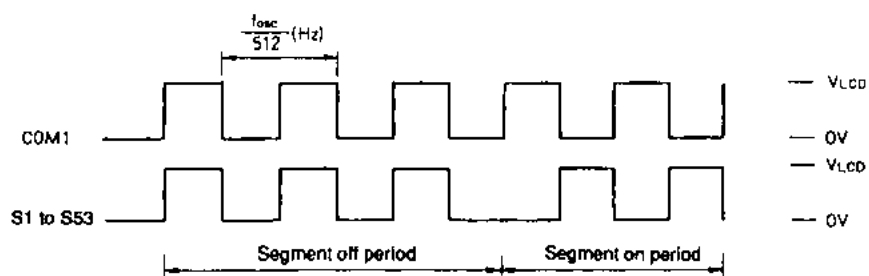 fosc
512 (Hz)
VLCD
COM1
0V
VLCD
S1 to S53
0V
Segment off period
Segment on period